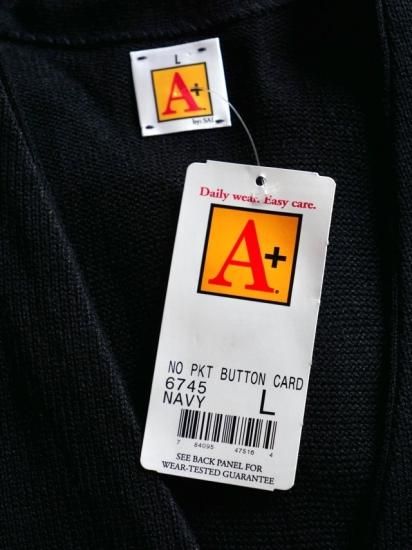 L
A+
by: SAI
Daily wear. Easy care.
A+
NO PKT BUTTON CARD
6745
NAVY L
7 84095 47516 4
SEE BACK PANEL FOR
WEAR-TESTED GUARANTEE